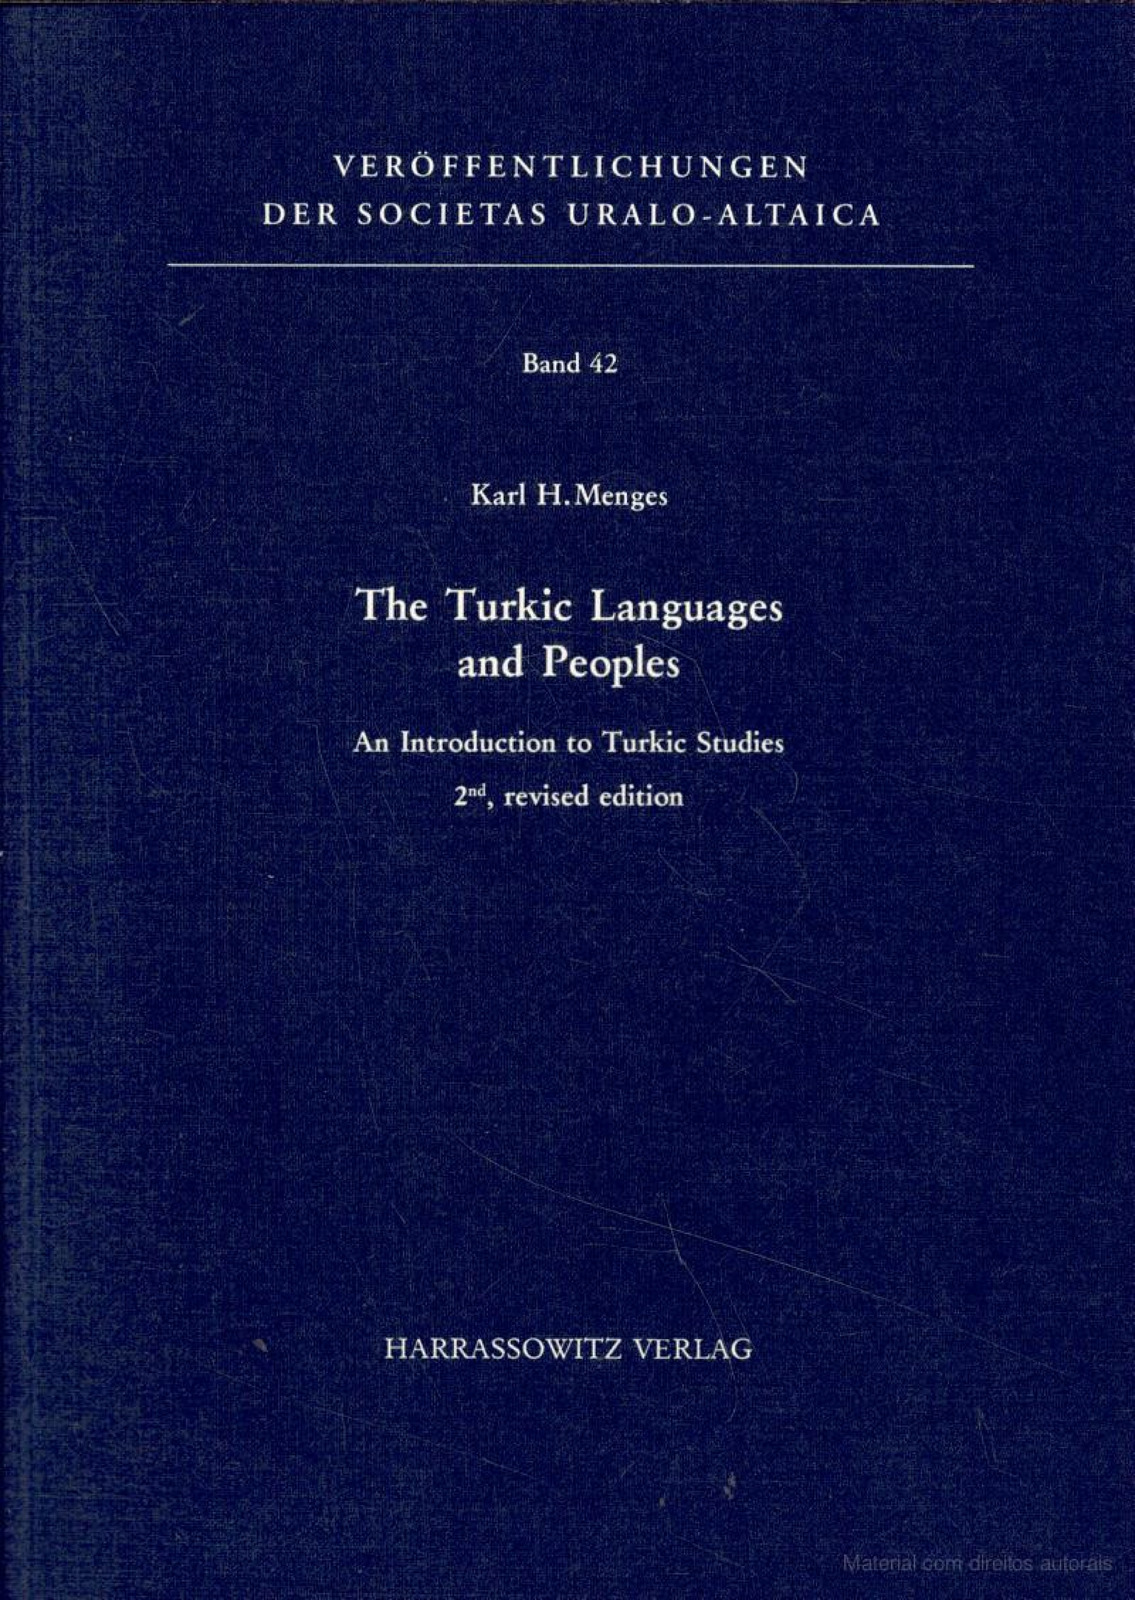 VERÖFFENTLICHUNGEN
DER SOCIETAS URALO-ALTAICA
Band 42
Karl H. Menges
The Turkic Languages
and Peoples
An Introduction to Turkic Studies
2nd, revised edition
HARRASSOWITZ VERLAG
Material com direitos autorais